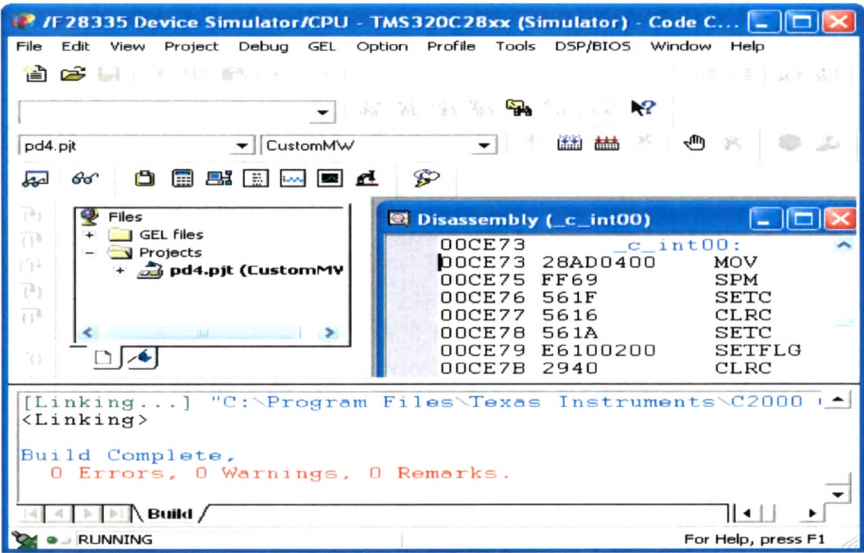 /F28335 Device Simulator/CPU - TMS320C28xx (Simulator) - Code C...
File Edit View Project Debug GEL Option Profile Tools DSP/BIOS Window Help
pd4.pjt CustomMW
Files
GEL files
Projects
pd4.pjt (CustomMW
Disassembly (_c_int00)
00CE73 _c_int00:
00CE73 28AD0400 MOV
00CE75 FF69 SPM
00CE76 561F SETC
00CE77 5616 CLRC
00CE78 561A SETC
00CE79 E6100200 SETFLG
00CE7B 2940 CLRC
[Linking...] "C:\Program Files\Texas Instruments\C2000
<Linking>
Build Complete,
0 Errors, 0 Warnings, 0 Remarks.
Build
RUNNING For Help, press F1